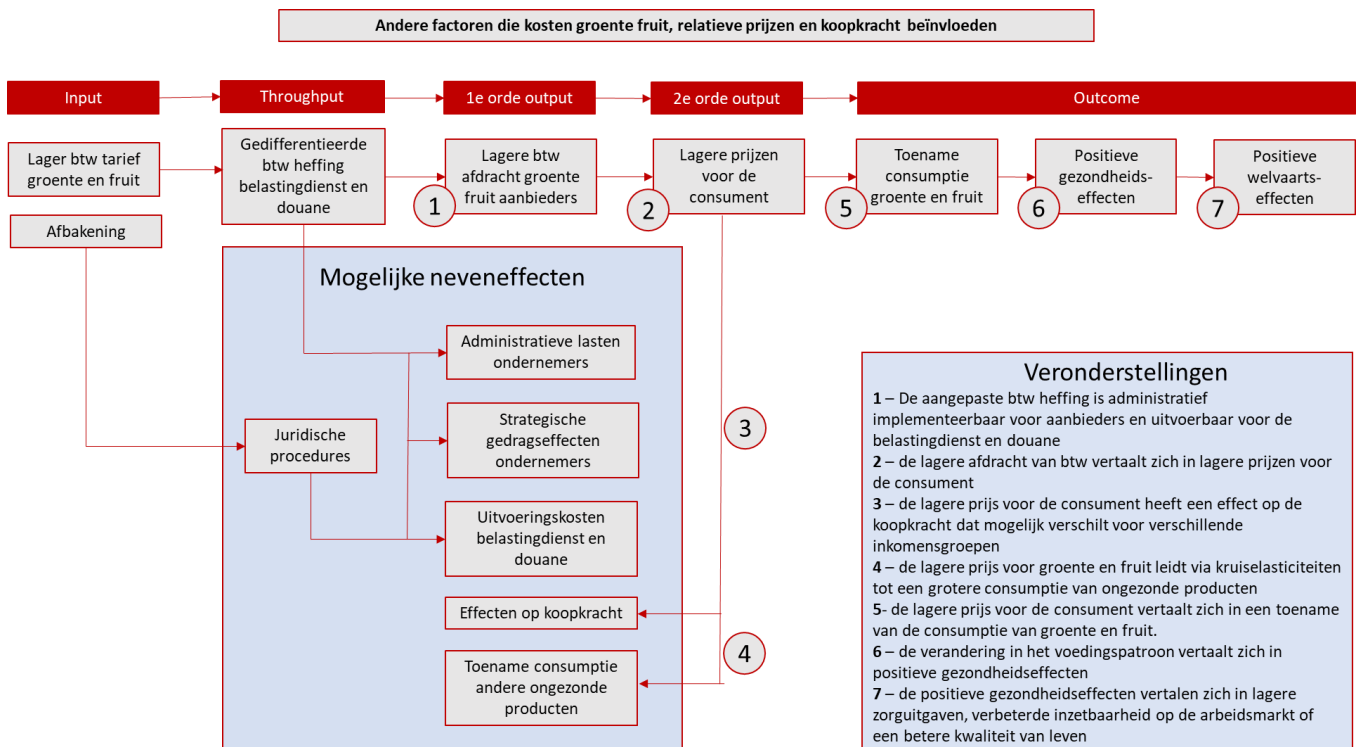 Andere factoren die kosten groente fruit, relatieve prijzen en koopkracht beïnvloeden
Input
Throughput
1e orde output
2e orde output
Outcome
Lager btw tarief
groente en fruit
Gedifferentieerde
btw heffing
belastingdienst en
douane
Lagere btw
afdracht groente
fruit aanbieders
Lagere prijzen
voor de
consument
Toename
consumptie
groente en fruit
Positieve
gezondheids-
effecten
Positieve
welvaarts-
effecten
1
2
5
6
7
Afbakening
Mogelijke neveneffecten
Administratieve lasten
ondernemers
Strategische
gedragseffecten
ondernemers
Juridische
procedures
Uitvoeringskosten
belastingdienst en
douane
Effecten op koopkracht
Toename consumptie
andere ongezonde
producten
3
4
Veronderstellingen
1 – De aangepaste btw heffing is administratief
implementeerbaar voor aanbieders en uitvoerbaar voor de
belastingdienst en douane
2 – de lagere afdracht van btw vertaalt zich in lagere prijzen voor
de consument
3 – de lagere prijs voor de consument heeft een effect op de
koopkracht dat mogelijk verschilt voor verschillende
inkomensgroepen
4 – de lagere prijs voor groente en fruit leidt via kruiselasticiteiten
tot een grotere consumptie van ongezonde producten
5- de lagere prijs voor de consument vertaalt zich in een toename
van de consumptie van groente en fruit.
6 – de verandering in het voedingspatroon vertaalt zich in
positieve gezondheidseffecten
7 – de positieve gezondheidseffecten vertalen zich in lagere
zorguitgaven, verbeterde inzetbaarheid op de arbeidsmarkt of
een betere kwaliteit van leven